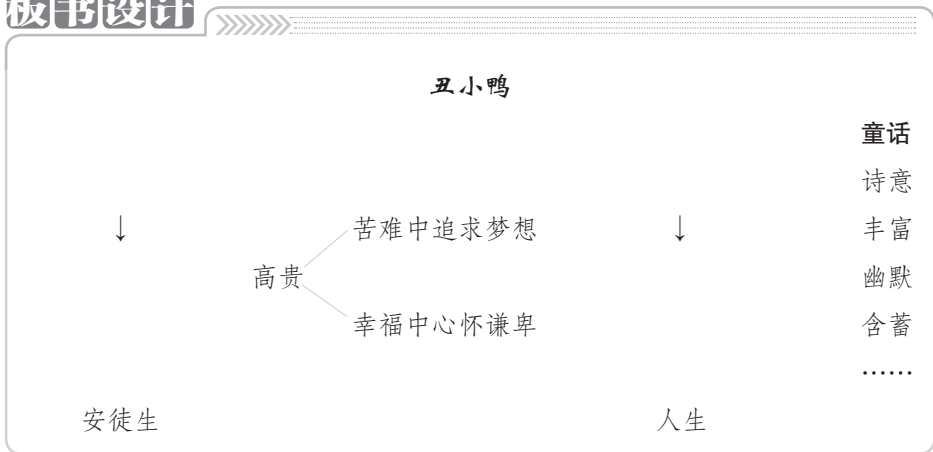 板书设计
丑小鸭
童话
诗意
↓ 苦难中追求梦想 ↓ 丰富
高贵 幽默
幸福中心怀谦卑 含蓄
……
安徒生 人生